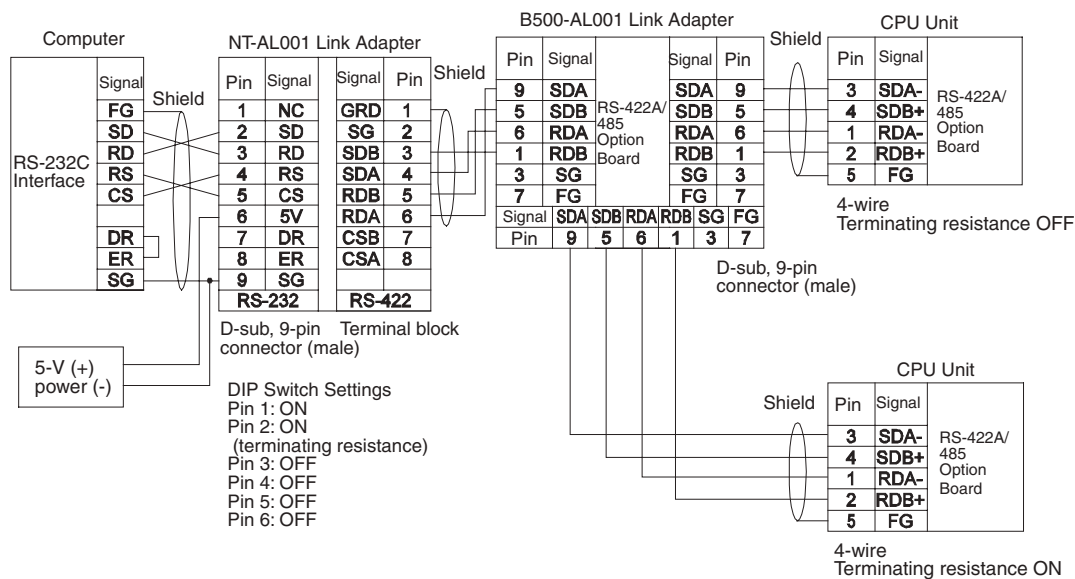 Computer
Signal
RS-232C
Interface
FG
SD
RD
RS
CS
DR
ER
SG
Shield
5-V (+)
power (-)
NT-AL001 Link Adapter
Pin Signal Signal Pin
1 NC GRD 1
2 SD SG 2
3 RD SDB 3
4 RS SDA 4
5 CS RDB 5
6 5V RDA 6
7 DR CSB 7
8 ER CSA 8
9 SG
RS-232 RS-422
D-sub, 9-pin
connector (male)
Terminal block
DIP Switch Settings
Pin 1: ON
Pin 2: ON
(terminating resistance)
Pin 3: OFF
Pin 4: OFF
Pin 5: OFF
Pin 6: OFF
Shield
B500-AL001 Link Adapter
Pin Signal Signal Pin
9 SDA SDA 9
5 SDB SDB 5
6 RDA RDA 6
1 RDB RDB 1
3 SG SG 3
7 FG FG 7
RS-422A/
485
Option
Board
Signal SDA SDB RDA RDB SG FG
Pin 9 5 6 1 3 7
D-sub, 9-pin
connector (male)
Shield
CPU Unit
Pin Signal
3 SDA-
4 SDB+
1 RDA-
2 RDB+
5 FG
RS-422A/
485
Option
Board
4-wire
Terminating resistance OFF
Shield
CPU Unit
Pin Signal
3 SDA-
4 SDB+
1 RDA-
2 RDB+
5 FG
RS-422A/
485
Option
Board
4-wire
Terminating resistance ON